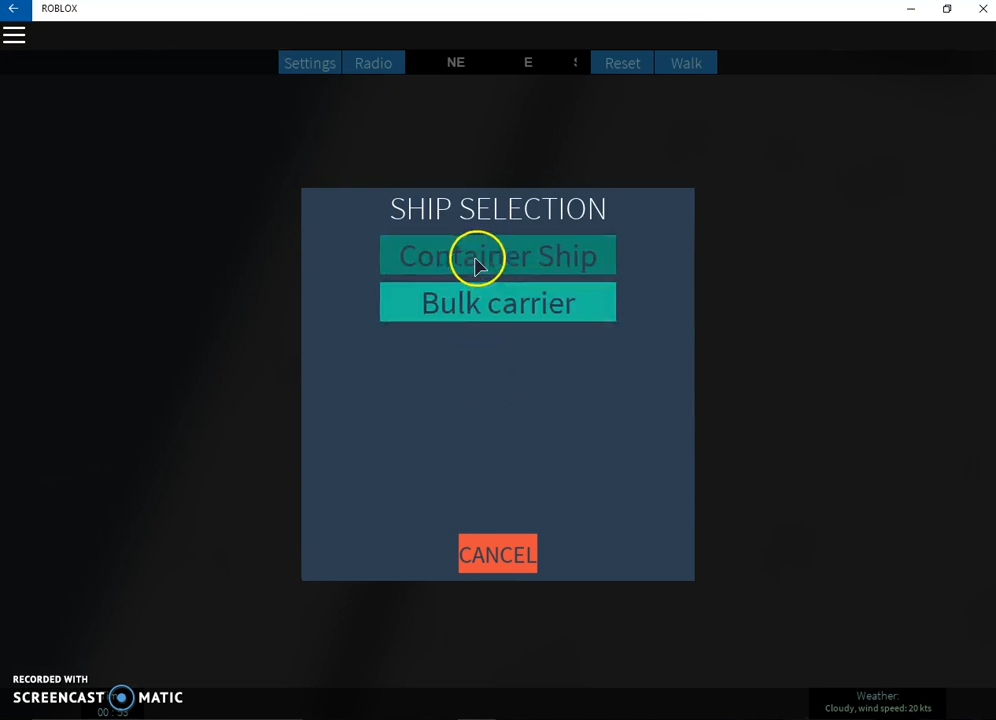 ROBLOX
Settings Radio NE E Reset Walk
SHIP SELECTION
Container Ship
Bulk carrier
CANCEL
RECORDED WITH
SCREENCAST MATIC
Weather:
Cloudy, wind speed: 20 kts